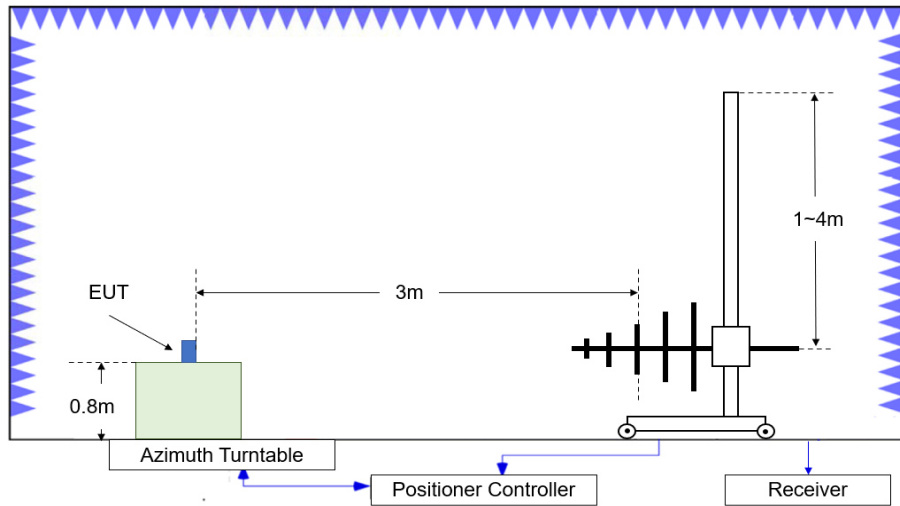 1~4m
EUT
3m
0.8m
Azimuth Turntable
Positioner Controller
Receiver